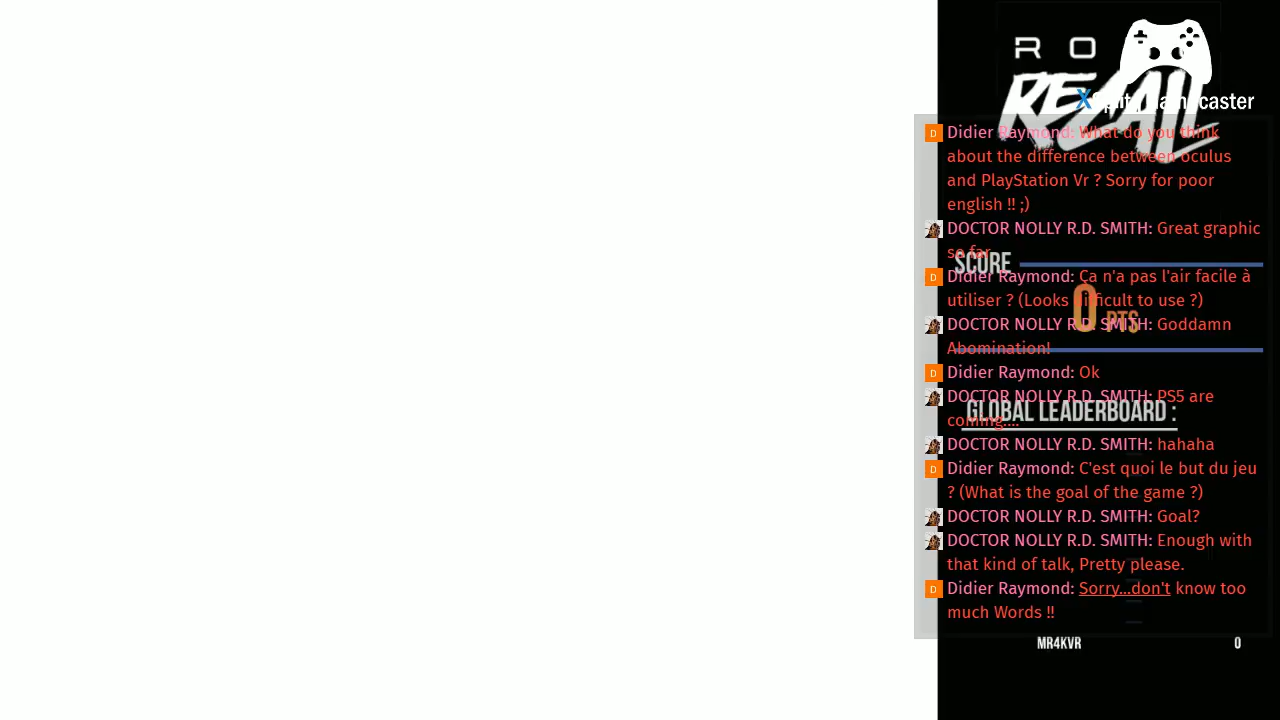 RO
RECALL
XSplit Gamecaster
Didier Raymond: What do you think
about the difference between oculus
and PlayStation Vr ? Sorry for poor
english !! ;)
DOCTOR NOLLY R.D. SMITH: Great graphic
so far
SCORE
Didier Raymond: Ça n'a pas l'air facile à
utiliser ? (Looks difficult to use ?)
0 PTS
DOCTOR NOLLY R.D. SMITH: Goddamn
Abomination!
Didier Raymond: Ok
DOCTOR NOLLY R.D. SMITH: PS5 are
coming....
GLOBAL LEADERBOARD :
DOCTOR NOLLY R.D. SMITH: hahaha
Didier Raymond: C'est quoi le but du jeu
? (What is the goal of the game ?)
DOCTOR NOLLY R.D. SMITH: Goal?
DOCTOR NOLLY R.D. SMITH: Enough with
that kind of talk, Pretty please.
Didier Raymond: Sorry...don't know too
much Words !!
MR4KVR 0